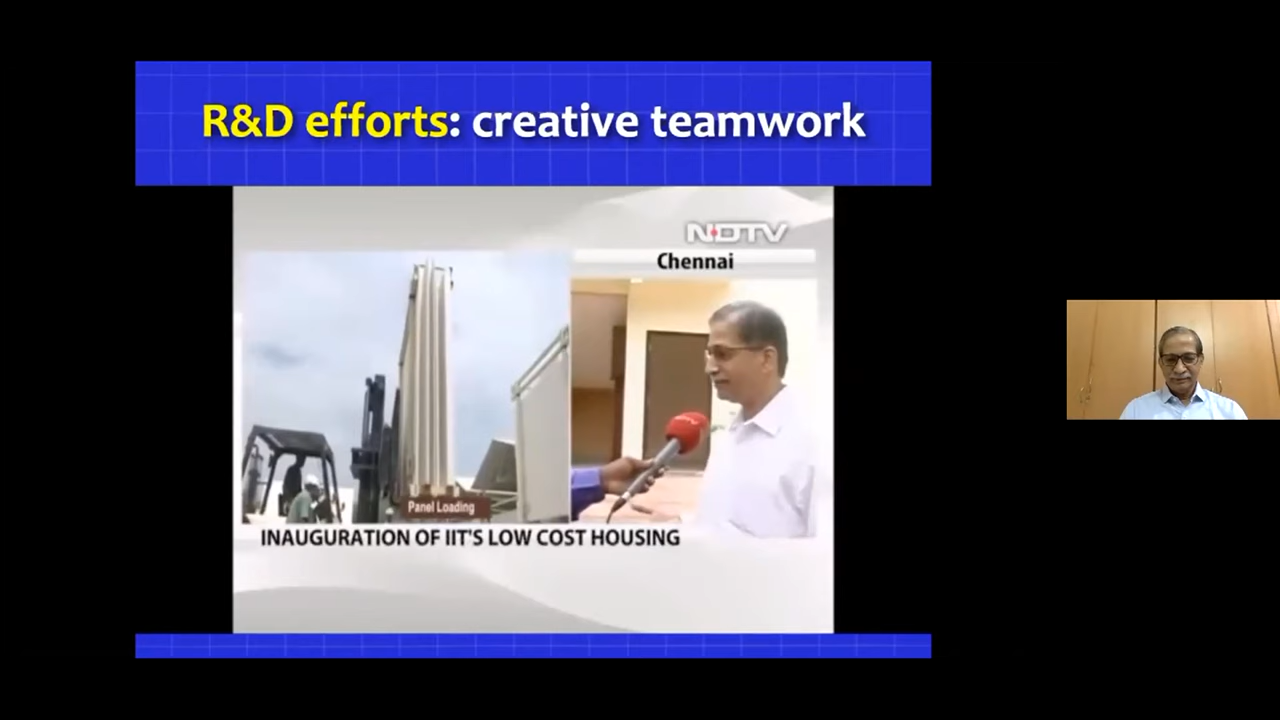 R&D efforts: creative teamwork
NDTV
Chennai
Panel Loading
INAUGURATION OF IIT'S LOW COST HOUSING